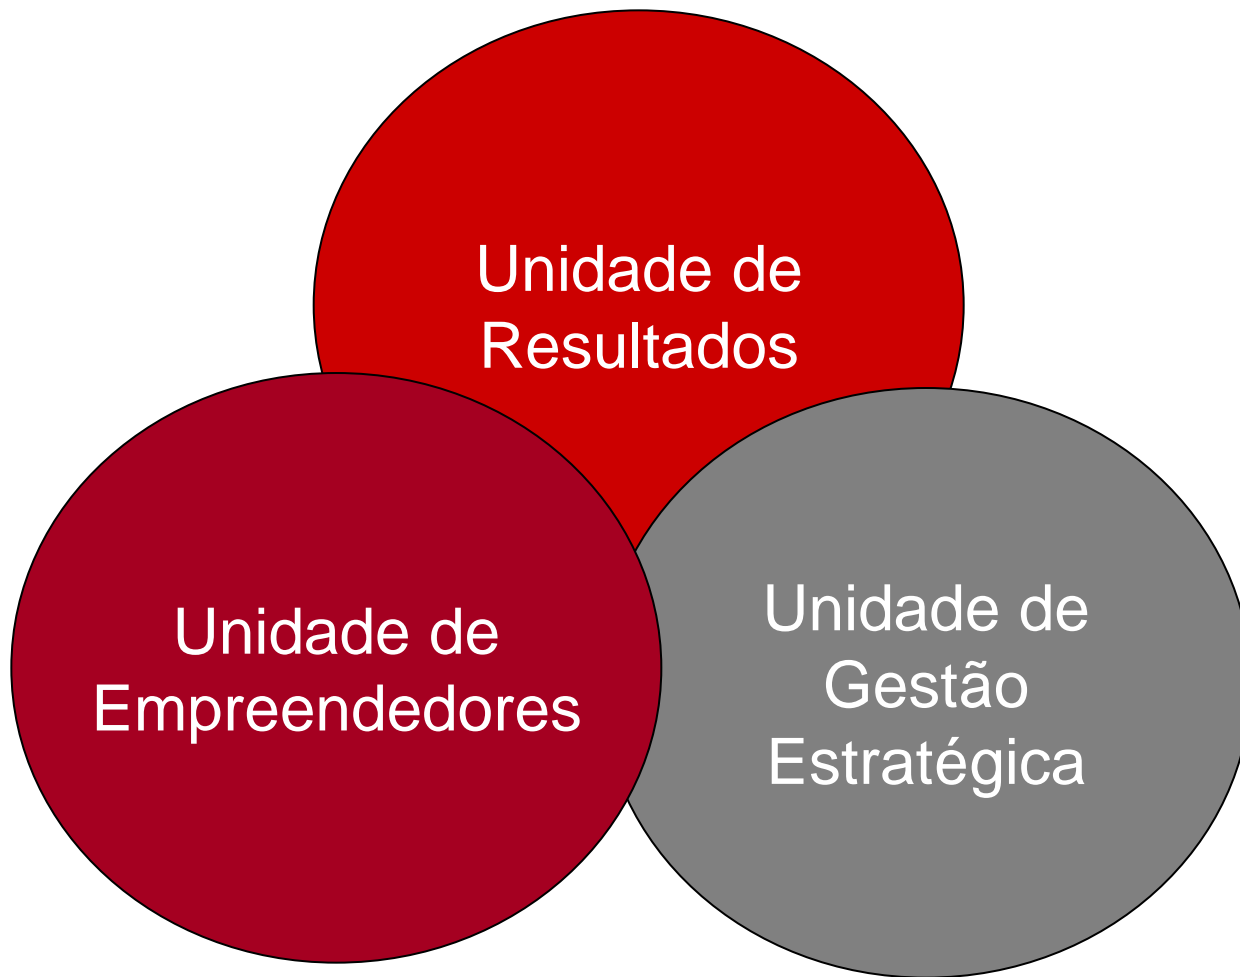 Unidade de
Resultados
Unidade de
Empreendedores
Unidade de
Gestão
Estratégica